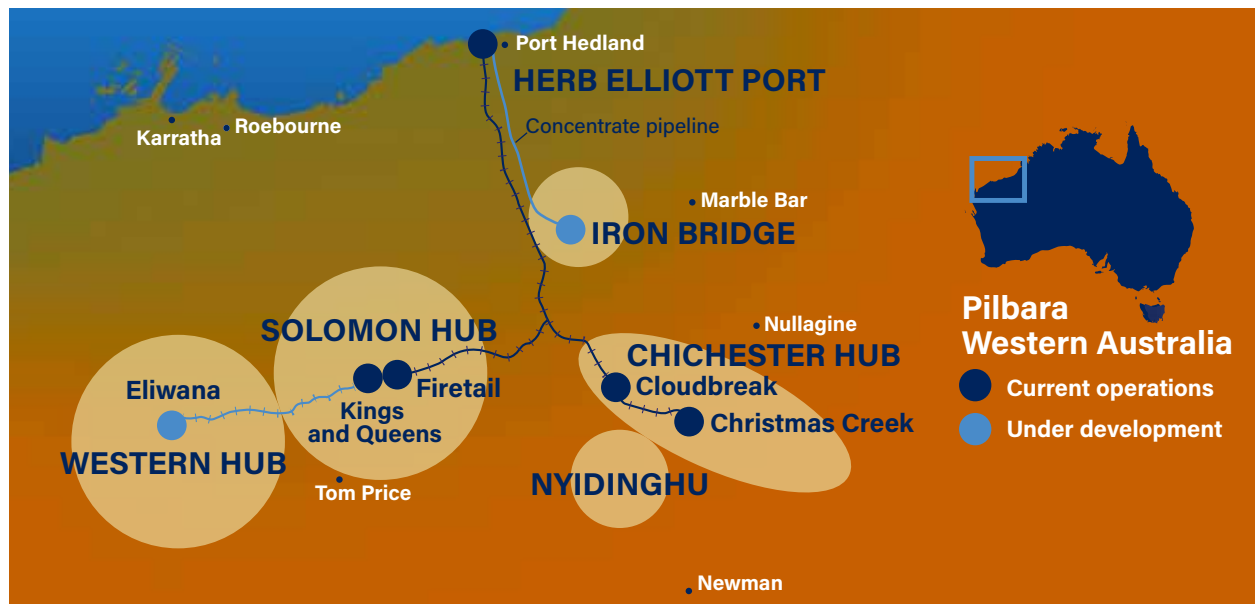 Port Hedland
HERB ELLIOTT PORT
Karratha
Roebourne
Concentrate pipeline
Marble Bar
IRON BRIDGE
SOLOMON HUB
Nullagine
CHICHESTER HUB
Eliwana
Firetail
Cloudbreak
Kings
and Queens
Christmas Creek
WESTERN HUB
Tom Price
NYIDINGHU
Newman
Pilbara
Western Australia
Current operations
Under development